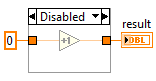 Disabled
result
0
+1
DBL